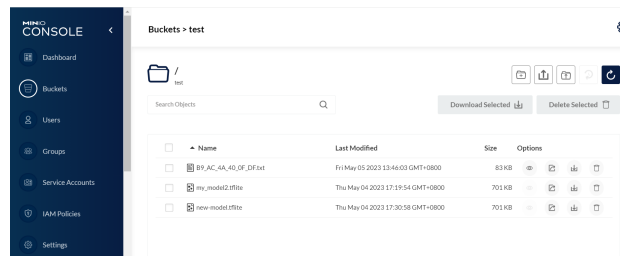 MINIO
CONSOLE
Dashboard
Buckets
Users
Groups
Service Accounts
IAM Policies
Settings
Buckets > test
/
test
Search Objects
Download Selected
Delete Selected
Name Last Modified Size Options
B9_AC_4A_40_0F_DF.txt Fri May 05 2023 13:46:03 GMT+0800 83 KB
my_model2.tflite Thu May 04 2023 17:19:54 GMT+0800 701 KB
new-model.tflite Thu May 04 2023 17:30:58 GMT+0800 701 KB